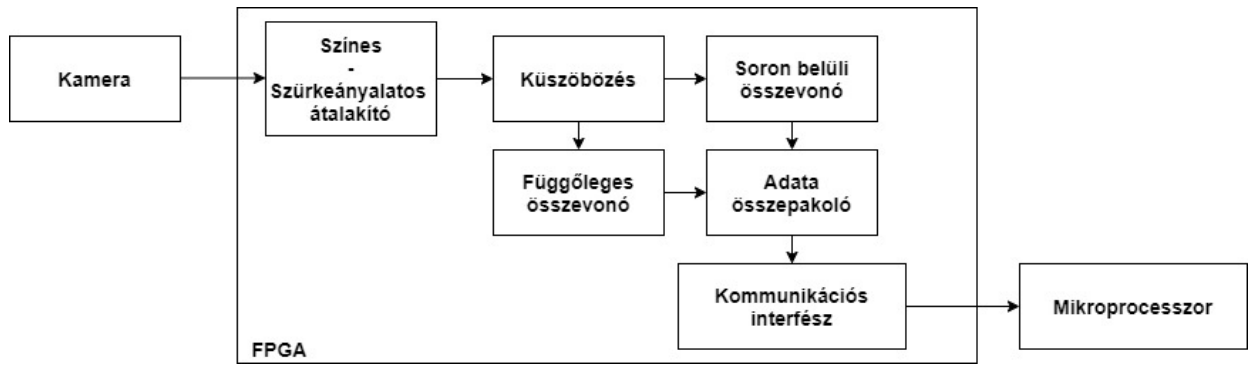 Kamera
Színes
-
Szürkeányalatos
átalakító
Küszöbözés
Soron belüli
összevonó
Függőleges
összevonó
Adata
összepakoló
Kommunikációs
interfész
Mikroprocesszor
FPGA